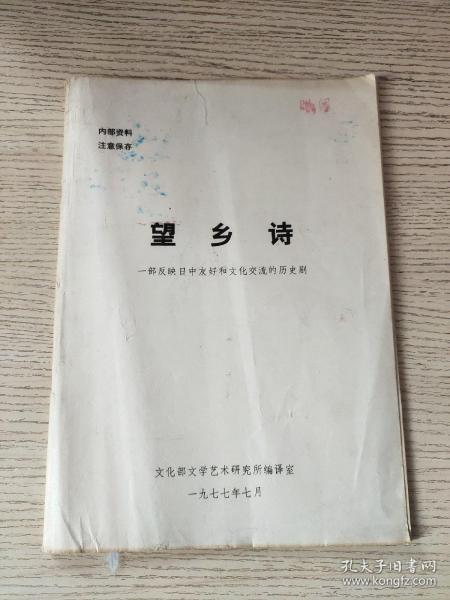 内部资料
注意保存
望乡诗
一部反映日中友好和文化交流的历史剧
文化部文学艺术研究所编译室
一九七七年七月
孔夫子旧书网
www.kongfz.com